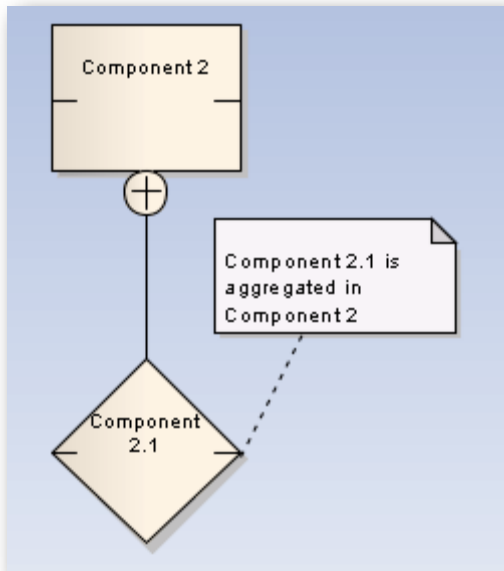 Component 2
Component 2.1 is
aggregated in
Component 2
Component
2.1